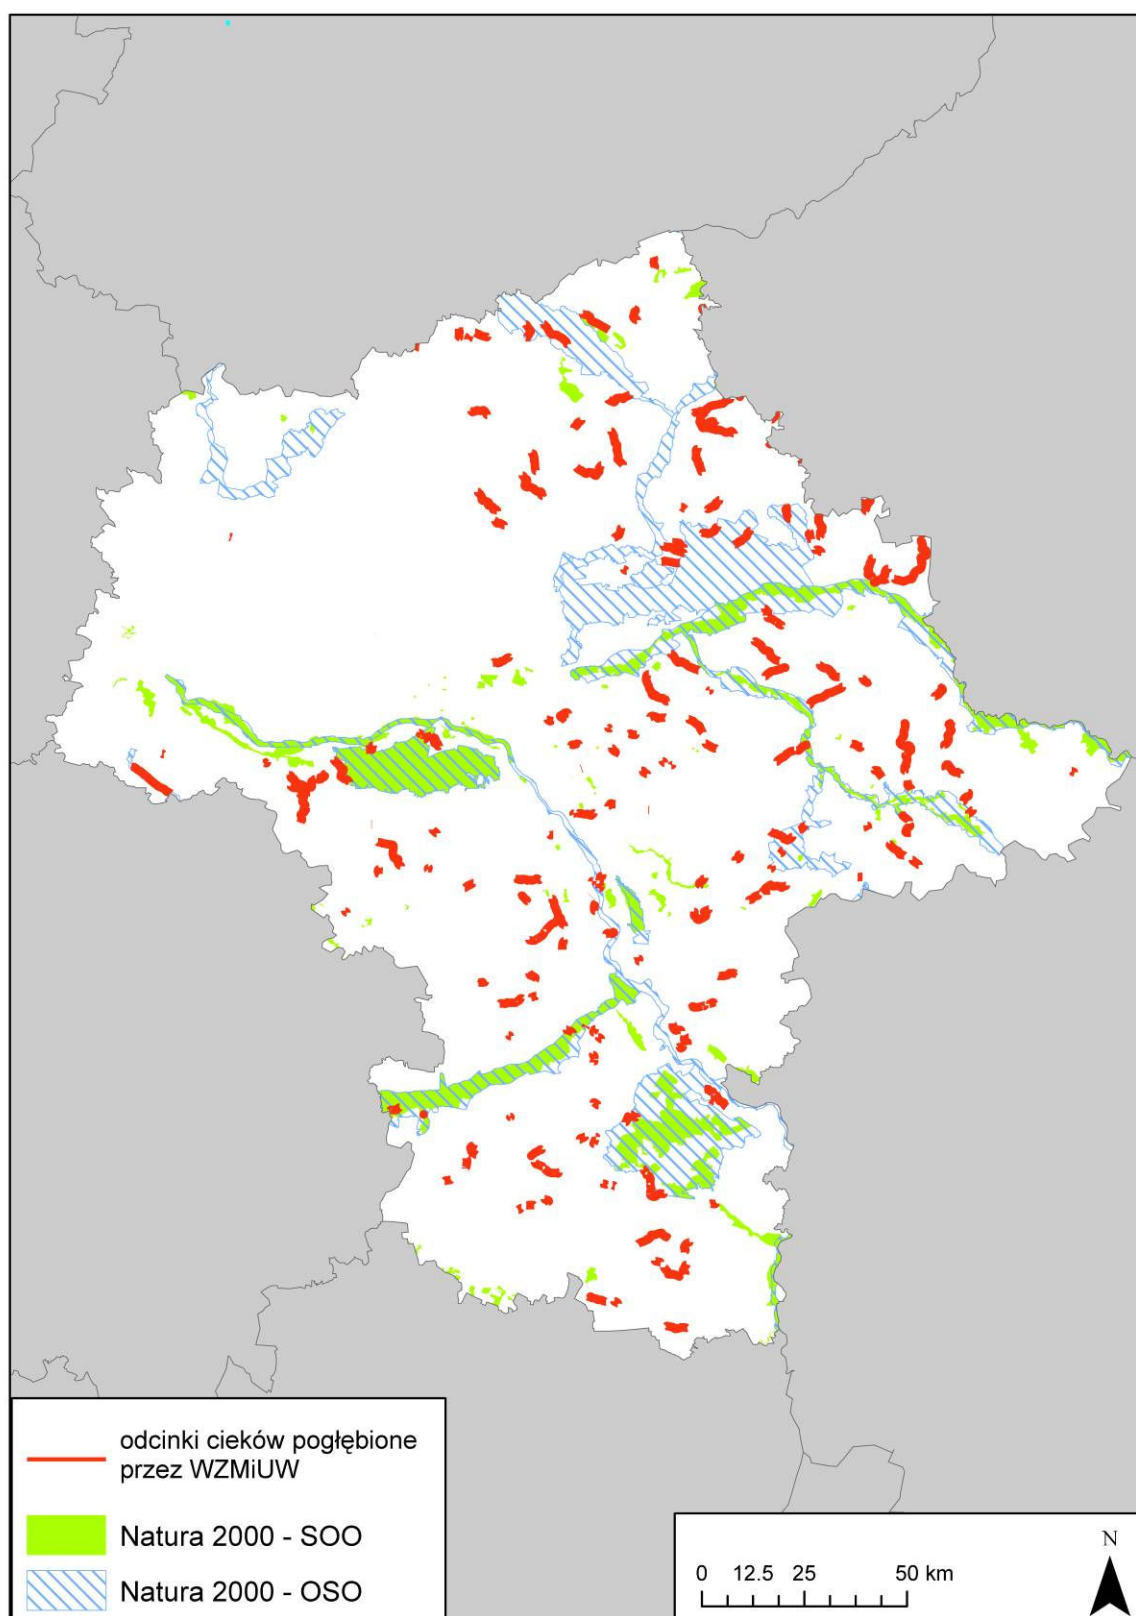 odcinki cieków pogłębione
przez WZMiUW
Natura 2000 - SOO
Natura 2000 - OSO
N
0 12.5 25 50 km